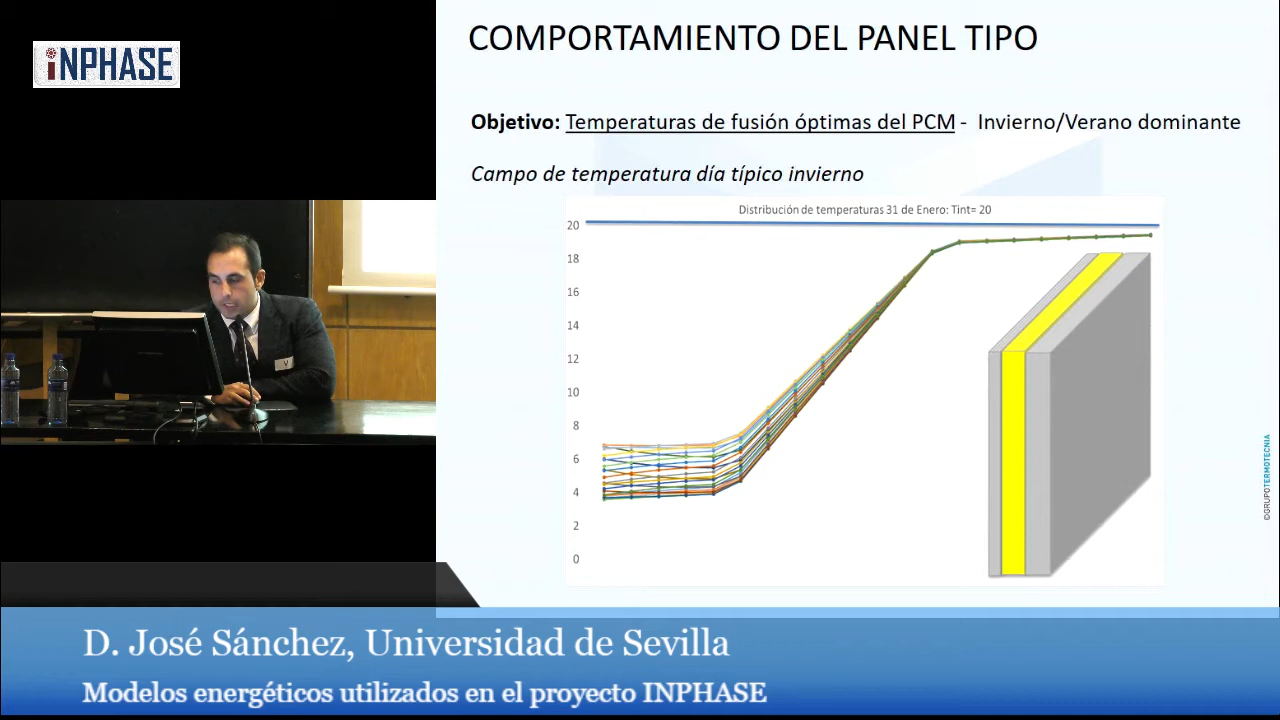 iNPHASE
COMPORTAMIENTO DEL PANEL TIPO
Objetivo: Temperaturas de fusión óptimas del PCM - Invierno/Verano dominante
Campo de temperatura día típico invierno
Distribución de temperaturas 31 de Enero: Tint= 20
20
18
16
14
12
10
8
6
4
2
0
V
©GRUPOTERMOTECNIA
D. José Sánchez, Universidad de Sevilla
Modelos energéticos utilizados en el proyecto INPHASE